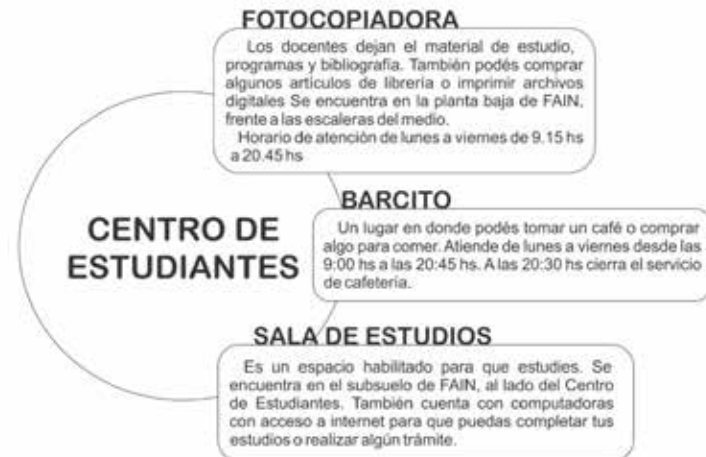 FOTOCOPIADORA
Los docentes dejan el material de estudio,
programas y bibliografía. También podés comprar
algunos artículos de librería o imprimir archivos
digitales Se encuentra en la planta baja de FAIN,
frente a las escaleras del medio.
Horario de atención de lunes a viernes de 9.15 hs
a 20.45 hs
CENTRO DE
ESTUDIANTES
BARCITO
Un lugar en donde podés tomar un café o comprar
algo para comer. Atiende de lunes a viernes desde las
9:00 hs a las 20:45 hs. A las 20:30 hs cierra el servicio
de cafetería.
SALA DE ESTUDIOS
Es un espacio habilitado para que estudies. Se
encuentra en el subsuelo de FAIN, al lado del Centro
de Estudiantes. También cuenta con computadoras
con acceso a internet para que puedas completar tus
estudios o realizar algún trámite.